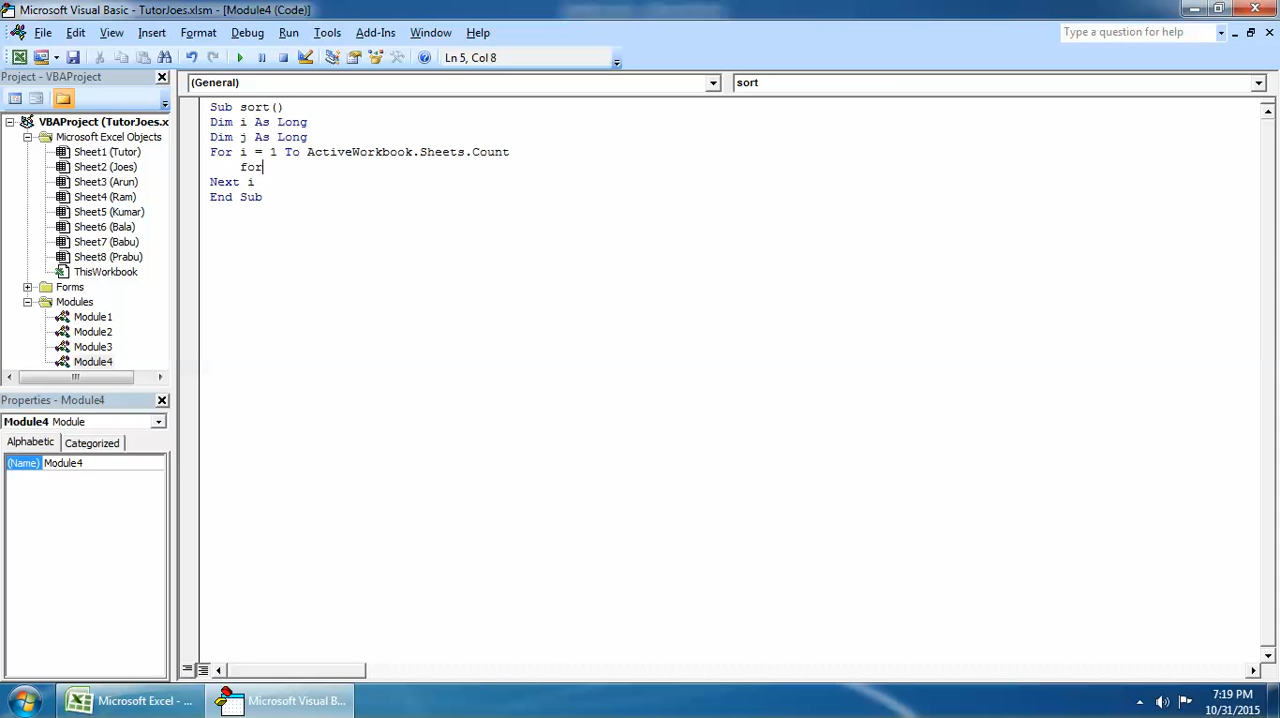 Microsoft Visual Basic - TutorJoes.xlsm - [Module4 (Code)]
File Edit View Insert Format Debug Run Tools Add-Ins Window Help
Type a question for help
Ln 5, Col 8
Project - VBAProject
(General)
sort
VBAProject (TutorJoes.x
Microsoft Excel Objects
Sheet1 (Tutor)
Sheet2 (Joes)
Sheet3 (Arun)
Sheet4 (Ram)
Sheet5 (Kumar)
Sheet6 (Bala)
Sheet7 (Babu)
Sheet8 (Prabu)
ThisWorkbook
Forms
Modules
Module1
Module2
Module3
Module4
Sub sort()
Dim i As Long
Dim j As Long
For i = 1 To ActiveWorkbook.Sheets.Count
for
Next i
End Sub
Properties - Module4
Module4 Module
Alphabetic Categorized
(Name) Module4
Microsoft Excel - ...
Microsoft Visual B...
7:19 PM
10/31/2015